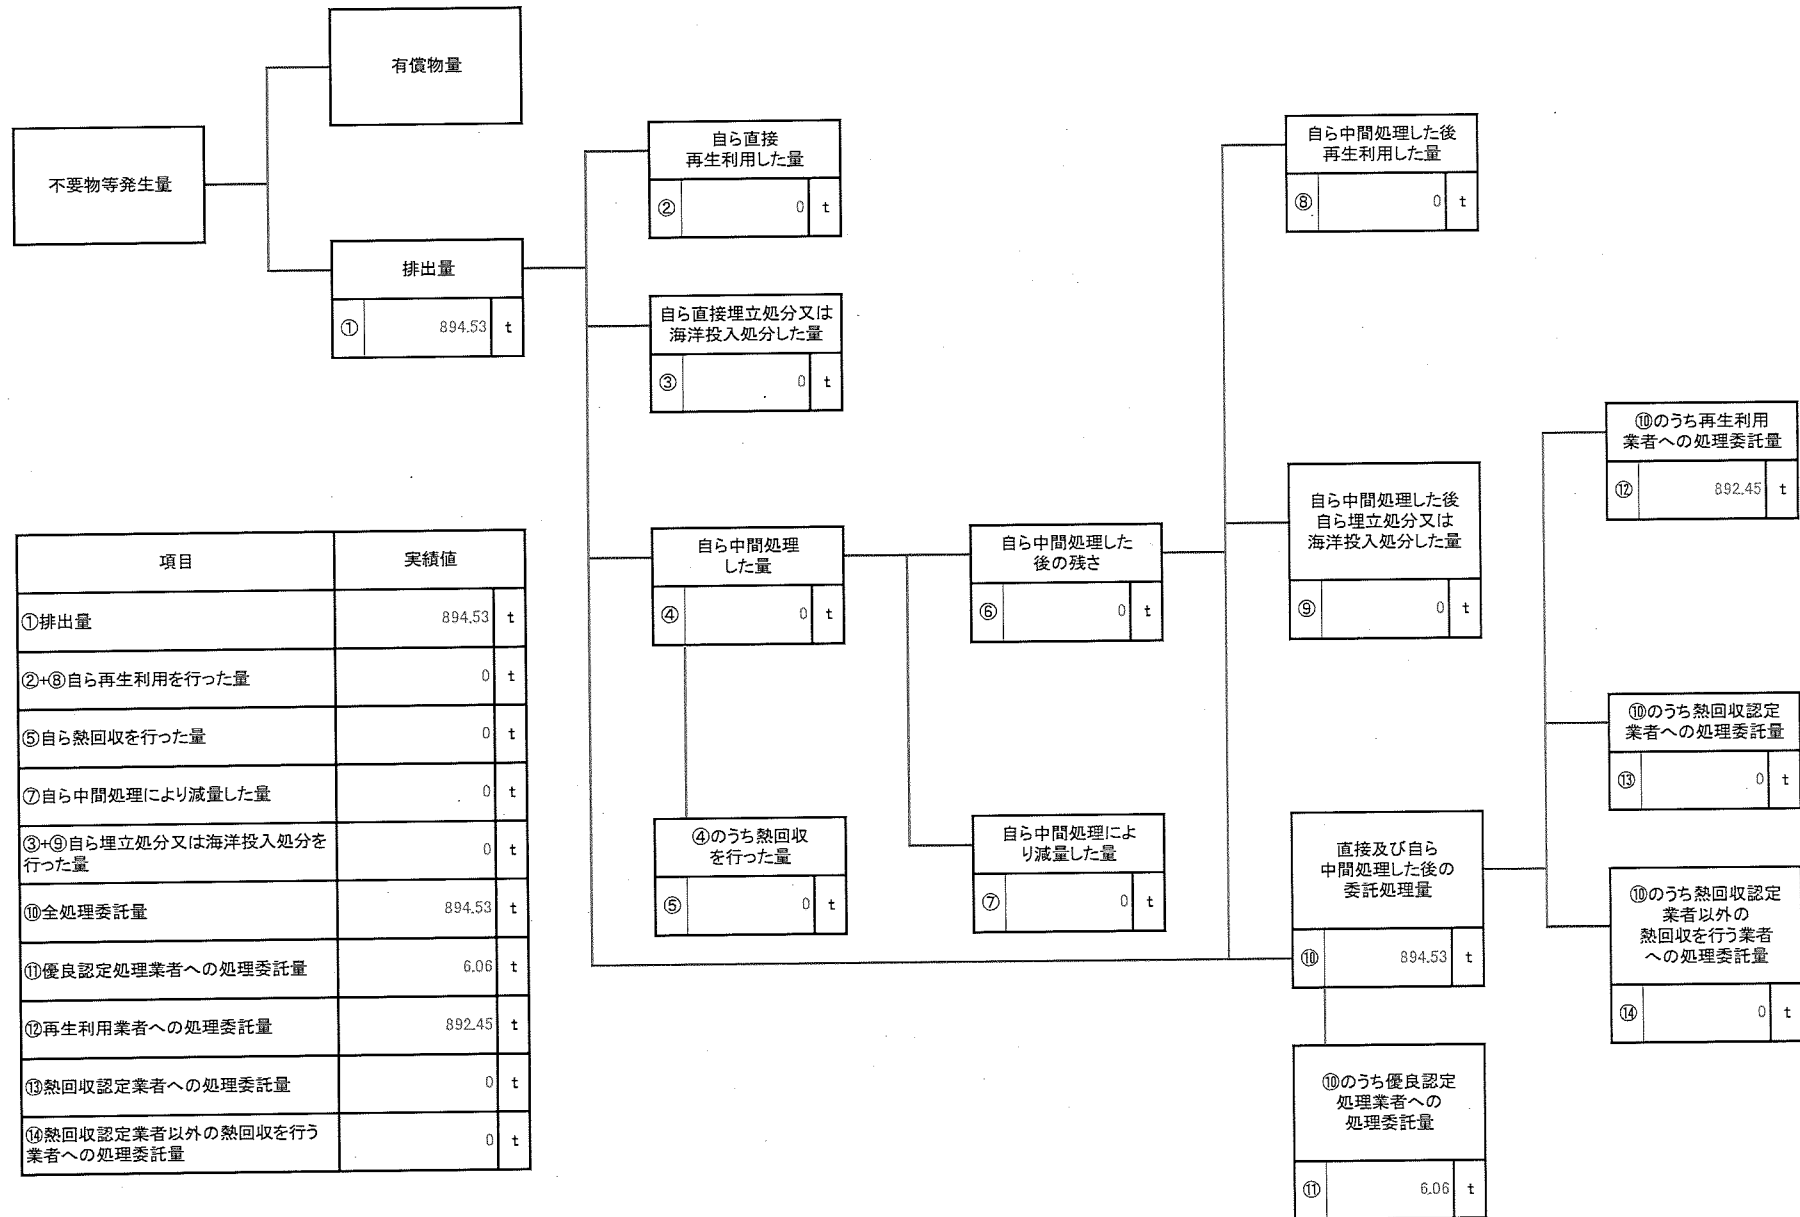 有償物量
不要物等発生量
排出量
① 894.53 t
自ら直接
再生利用した量
② 0 t
自ら直接埋立処分又は
海洋投入処分した量
③ 0 t
自ら中間処理
した量
④ 0 t
④のうち熱回収
を行った量
⑤ 0 t
自ら中間処理した
後の残さ
⑥ 0 t
自ら中間処理によ
り減量した量
⑦ 0 t
自ら中間処理した後
再生利用した量
⑧ 0 t
自ら中間処理した後
自ら埋立処分又は
海洋投入処分した量
⑨ 0 t
直接及び自ら
中間処理した後の
委託処理量
⑩ 894.53 t
⑩のうち優良認定
処理業者への
処理委託量
⑪ 6.06 t
⑩のうち再生利用
業者への処理委託量
⑫ 892.45 t
⑩のうち熱回収認定
業者への処理委託量
⑬ 0 t
⑩のうち熱回収認定
業者以外の
熱回収を行う業者
への処理委託量
⑭ 0 t
項目 実績値
①排出量 894.53 t
②+⑧自ら再生利用を行った量 0 t
⑤自ら熱回収を行った量 0 t
⑦自ら中間処理により減量した量 0 t
③+⑨自ら埋立処分又は海洋投入処分を
行った量 0 t
⑩全処理委託量 894.53 t
⑪優良認定処理業者への処理委託量 6.06 t
⑫再生利用業者への処理委託量 892.45 t
⑬熱回収認定業者への処理委託量 0 t
⑭熱回収認定業者以外の熱回収を行う
業者への処理委託量 0 t